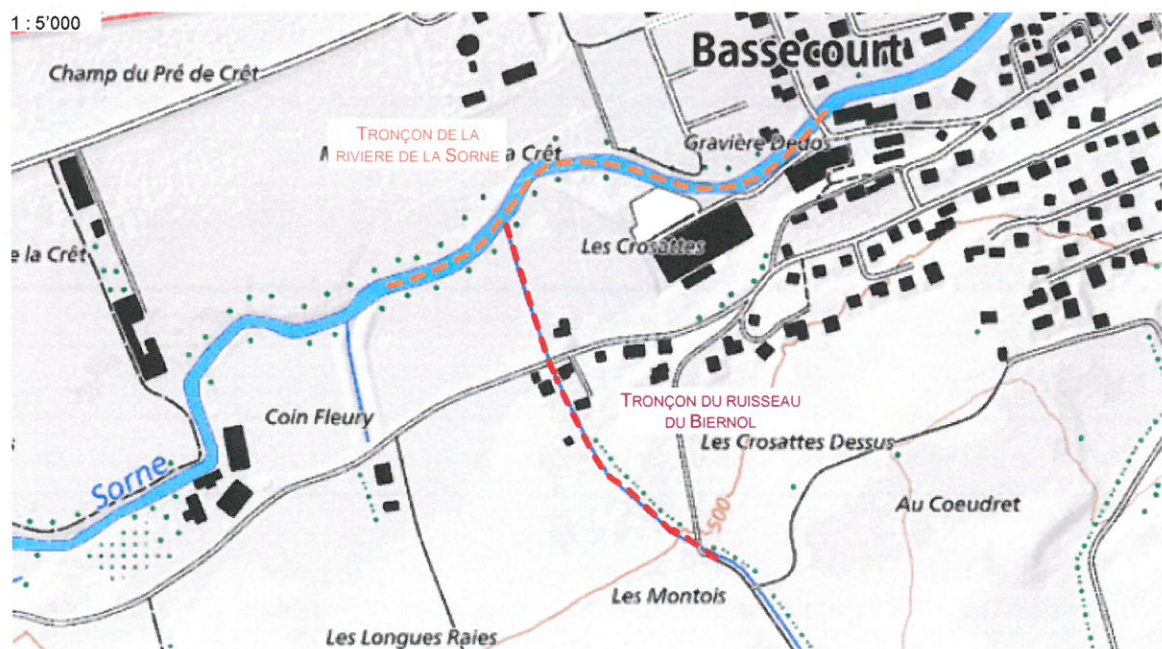 1 : 5'000
Bassecourt
Champ du Pré de Crêt
TRONÇON DE LA
RIVIERE DE LA SORNE
a Crêt
Gravière Dedos
e la Crêt
Les Crosattes
Coin Fleury
TRONÇON DU RUISSEAU
DU BIERNOL
Les Crosattes Dessus
Sorne
Au Coeudret
500
Les Montois
Les Longues Raies